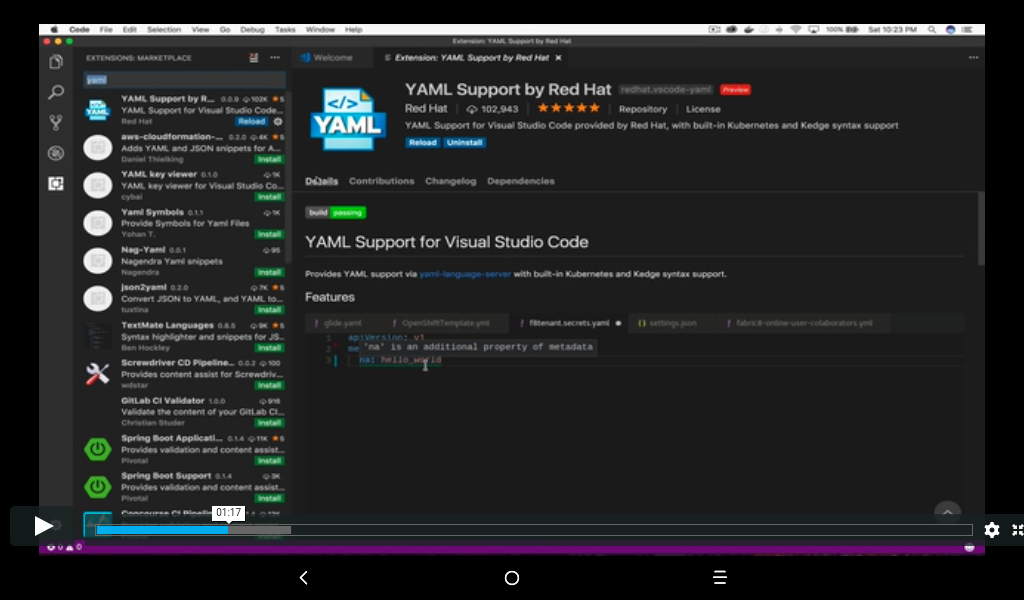 Code File Edit Selection View Go Debug Tasks Window Help 100% Sat 10:23 PM
Extension: YAML Support by Red Hat
EXTENSIONS: MARKETPLACE
Welcome
Extension: YAML Support by Red Hat
yaml
YAML Support by R... 0.0.9 102K 5
YAML Support for Visual Studio Code...
Red Hat Reload
aws-cloudformation-... 0.2.0 4K 5
Adds YAML and JSON snippets for A...
Daniel Thielking Install
YAML key viewer 0.1.0 1K
YAML key viewer for Visual Studio Co...
cybai Install
Yaml Symbols 0.1.1 1K
Provide Symbols for Yaml Files
Yohan T. Install
Nag-Yaml 0.0.1 95
Nagendra Yaml snippets
Nagendra Install
json2yaml 0.2.0 7K 5
Convert JSON to YAML, and YAML to...
tuxtina Install
TextMate Languages 0.8.5 9K 5
Syntax highlighter and snippets for JS...
Ben Hockley Install
Screwdriver CD Pipeline... 0.0.2 100
Provides content assist for Screwdriv...
wdstar Install
GitLab CI Validator 1.0.0 916
Validate the content of your GitLab CI...
Christian Studer Install
Spring Boot Applicati... 0.1.4 11K 5
Provides validation and content assist...
Pivotal Install
Spring Boot Support 0.1.4 3K
Provides validation and content assist...
Pivotal Install
Concourse CI Pipelin...
YAML
YAML Support by Red Hat redhat.vscode-yaml Preview
Red Hat 102,943 Repository License
YAML Support for Visual Studio Code provided by Red Hat, with built-in Kubernetes and Kedge syntax support
Reload Uninstall
Details Contributions Changelog Dependencies
build passing
YAML Support for Visual Studio Code
Provides YAML support via yaml-language-server with built-in Kubernetes and Kedge syntax support.
Features
glide.yaml OpenShiftTemplate.yml f8tenant.secrets.yaml settings.json fabric8-online-user-collaborators.yml
1 apiVersion: v1
2 me 'na' is an additional property of metadata
3 na: hello_world
01:17
0 0